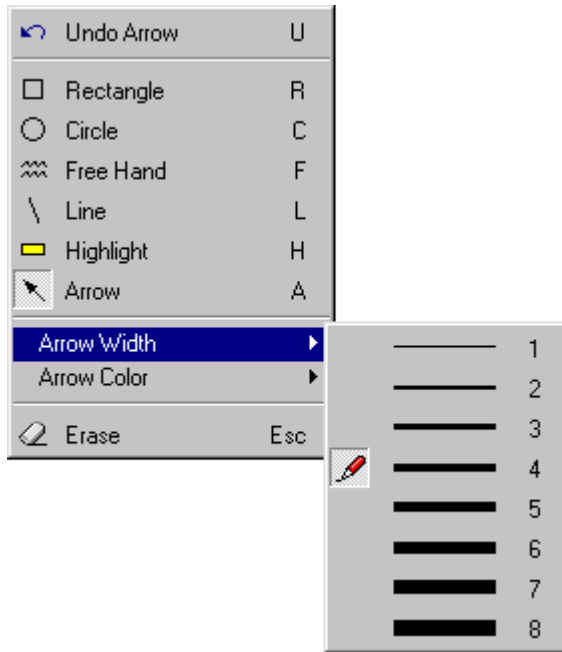 Undo Arrow U
Rectangle R
Circle C
Free Hand F
Line L
Highlight H
Arrow A
Arrow Width
Arrow Color
Erase Esc
1
2
3
4
5
6
7
8